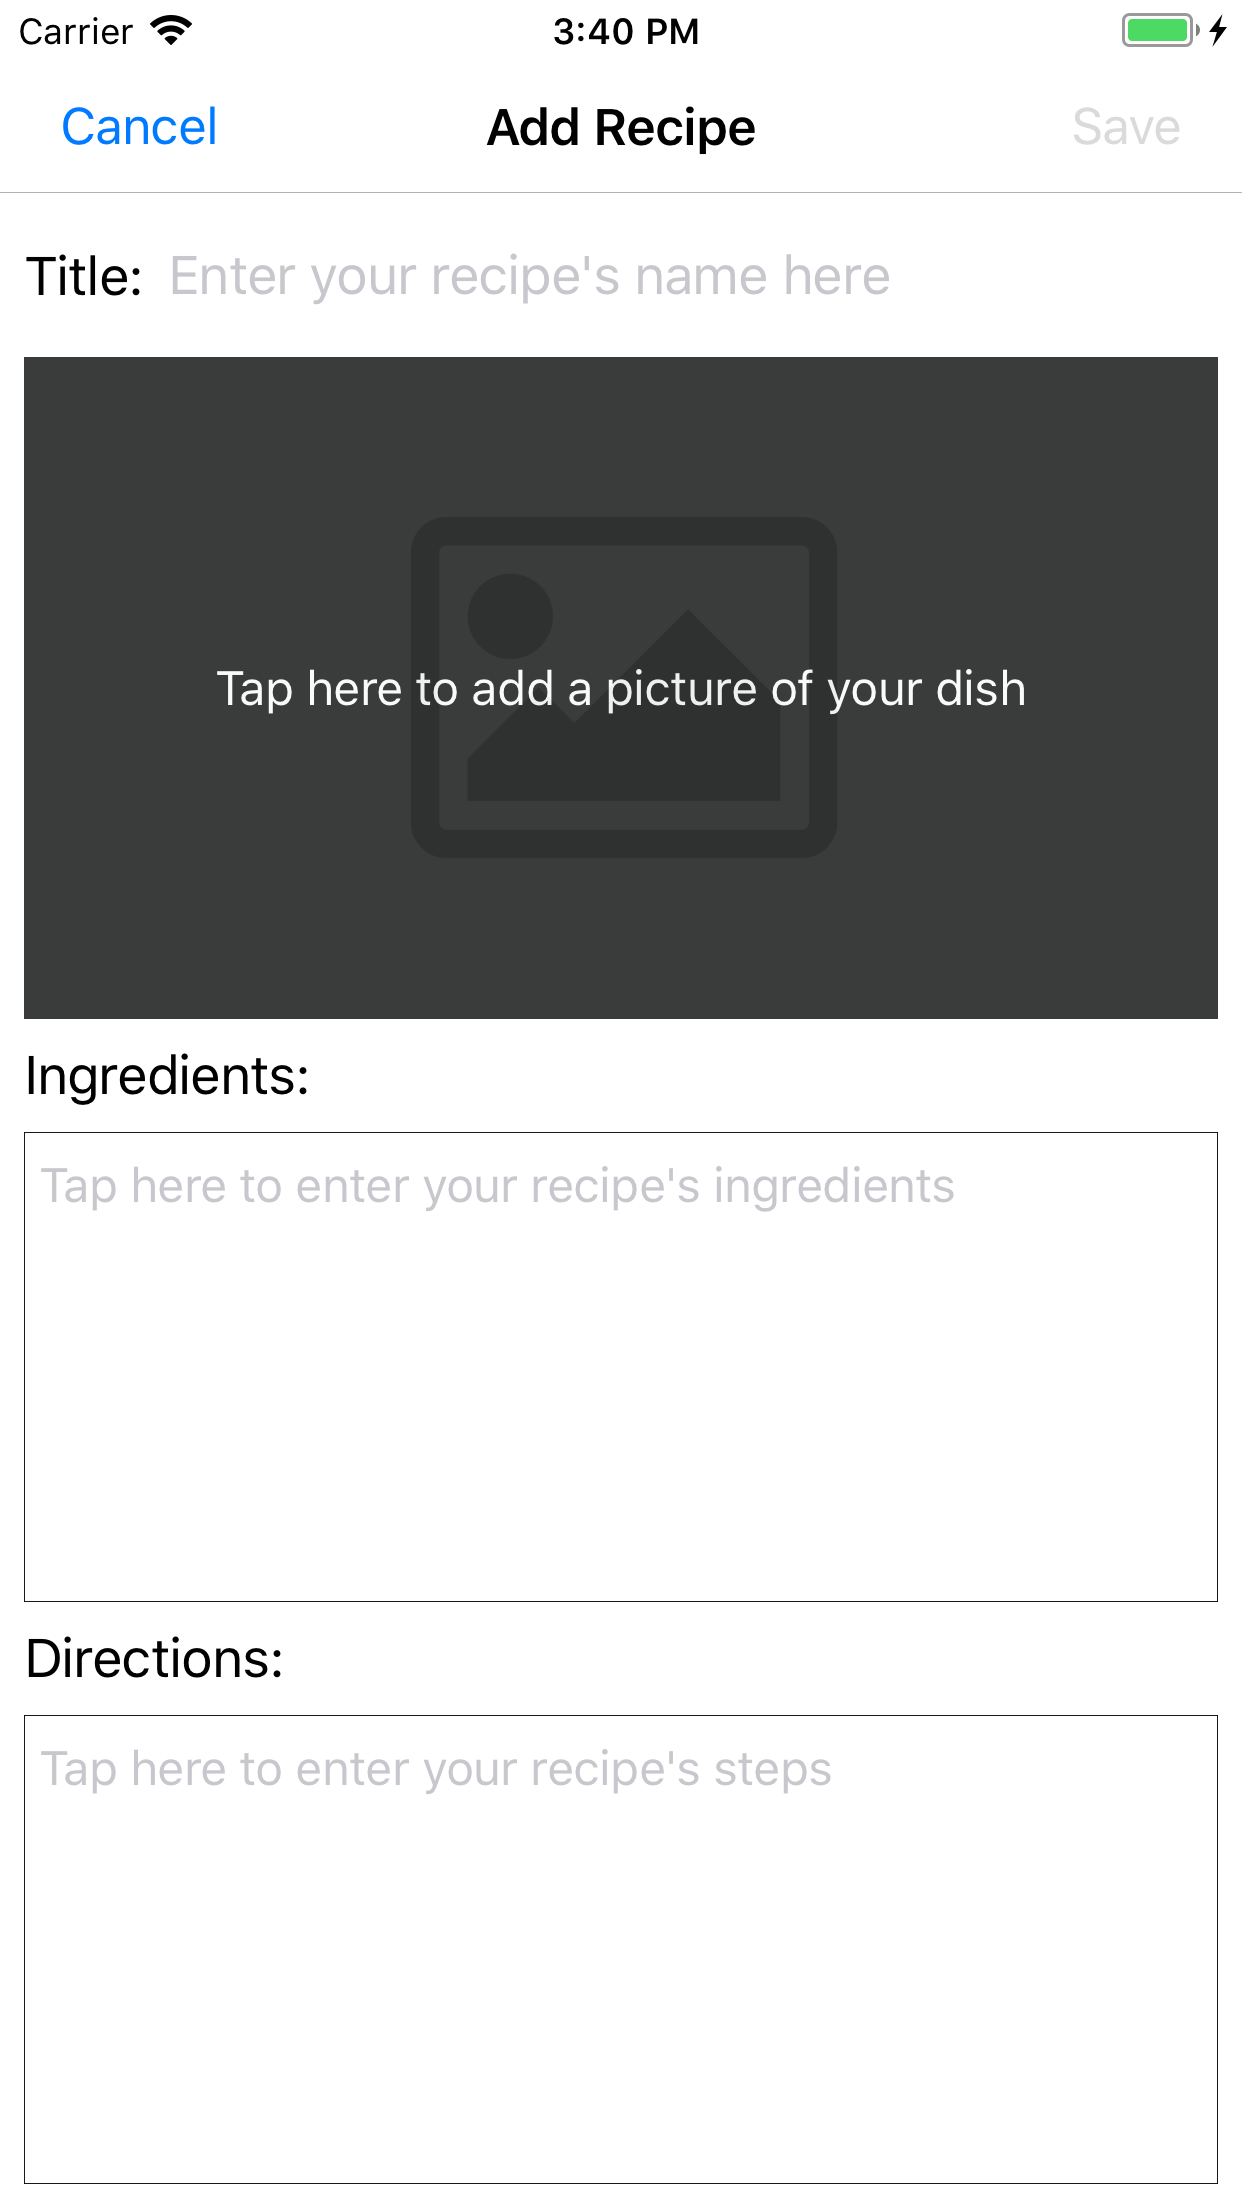 Carrier
3:40 PM
Cancel
Add Recipe
Save
Title: Enter your recipe's name here
Tap here to add a picture of your dish
Ingredients:
Tap here to enter your recipe's ingredients
Directions:
Tap here to enter your recipe's steps